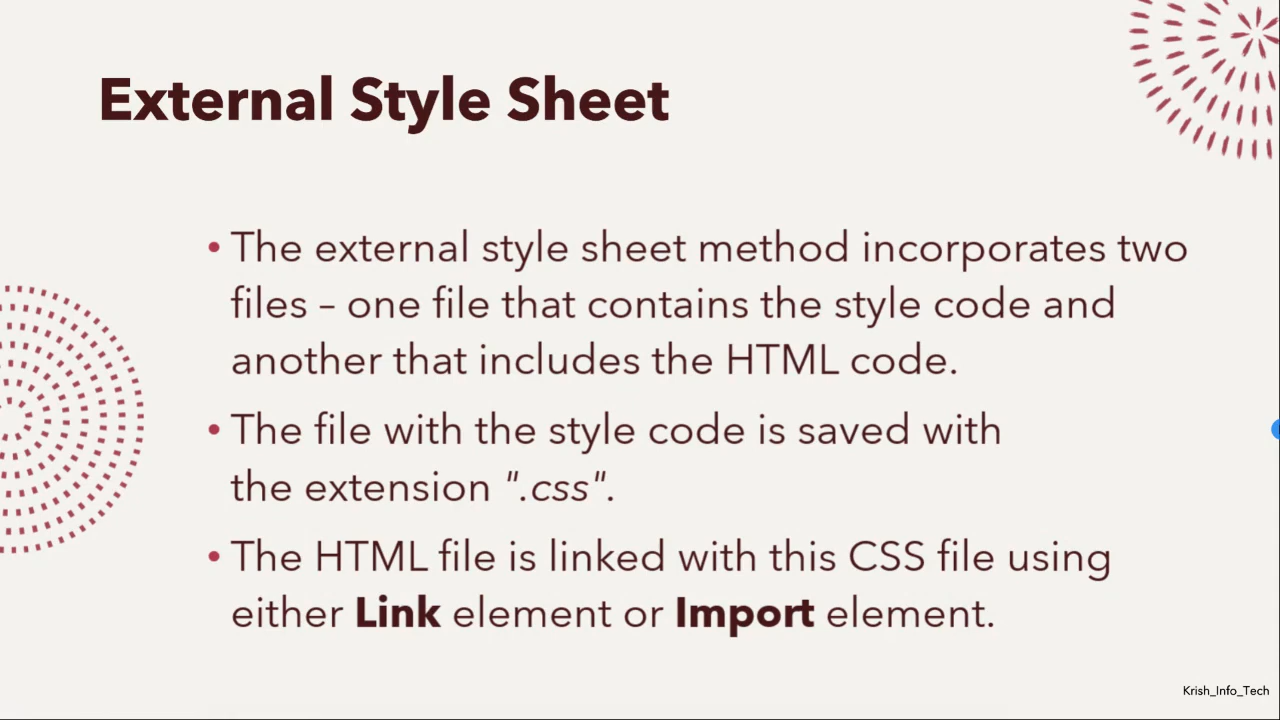 External Style Sheet
• The external style sheet method incorporates two
files – one file that contains the style code and
another that includes the HTML code.
• The file with the style code is saved with
the extension ".css".
• The HTML file is linked with this CSS file using
either Link element or Import element.
Krish_Info_Tech